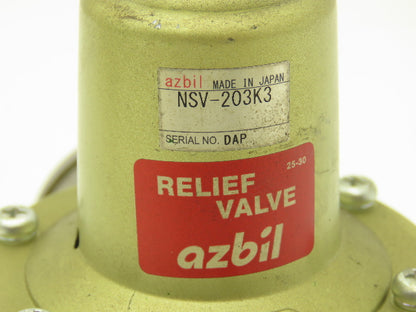 azbil MADE IN JAPAN
NSV-203K3
SERIAL NO. DAP
25-30
RELIEF
VALVE
azbil